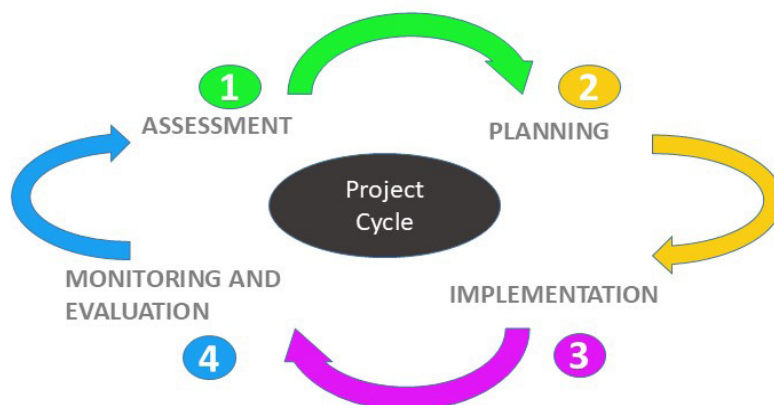 1
ASSESSMENT
2
PLANNING
Project
Cycle
MONITORING AND
EVALUATION
4
IMPLEMENTATION
3